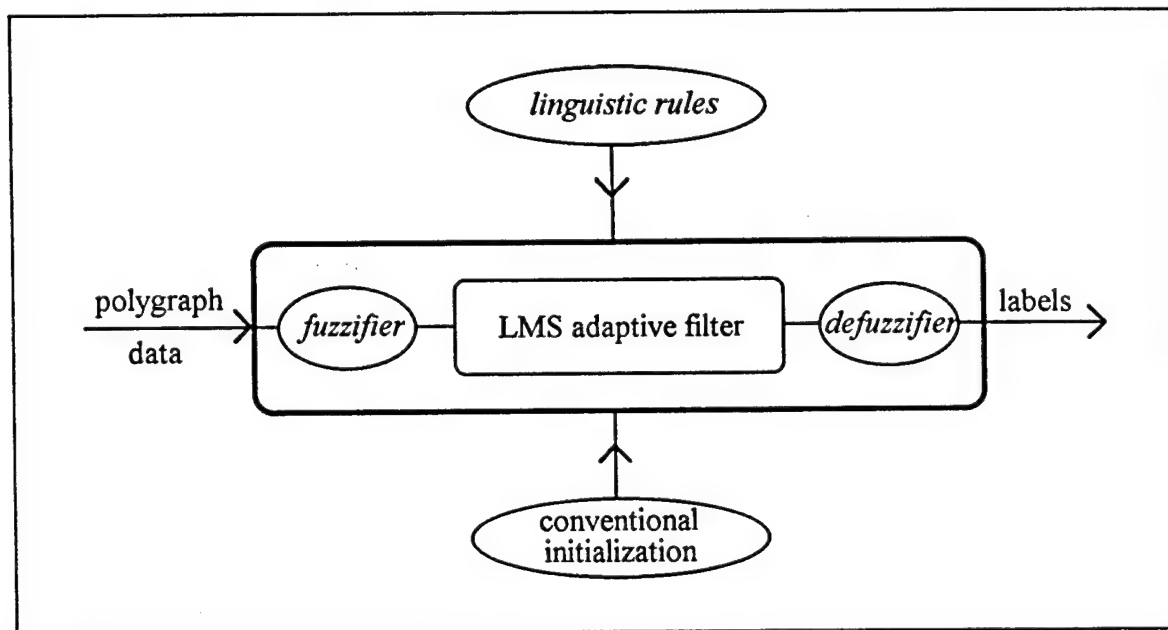 linguistic rules
polygraph
data
fuzzifier
LMS adaptive filter
defuzzifier
labels
conventional
initialization